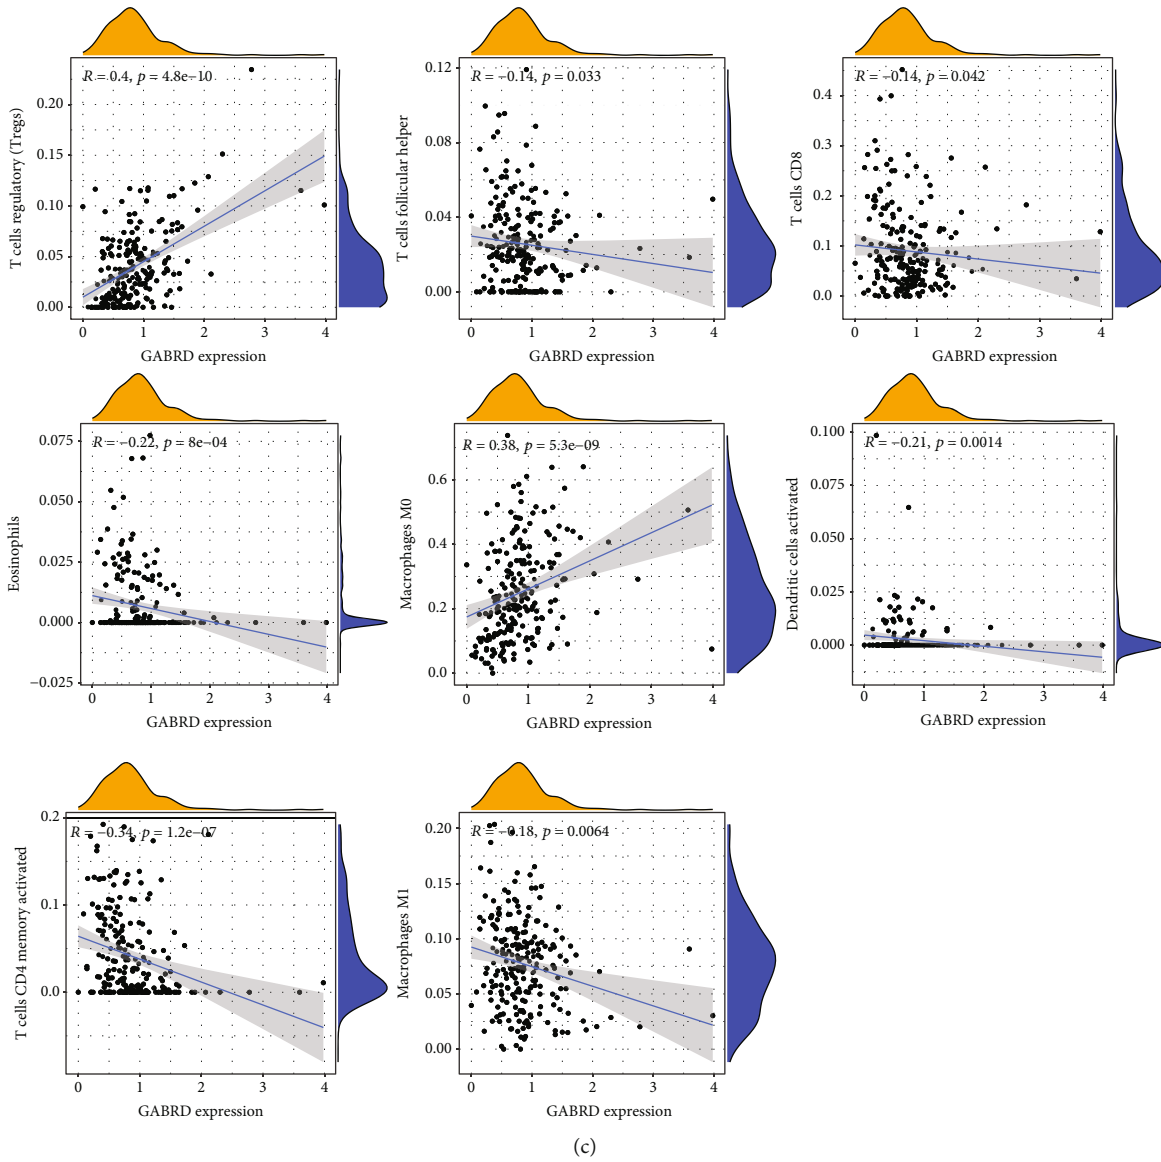 R = 0.4, p = 4.8e−10
T cells regulatory (Tregs)
0.20
0.15
0.10
0.05
0.00
0 1 2 3 4
GABRD expression
R = −0.14, p = 0.033
T cells follicular helper
0.12
0.08
0.04
0.00
0 1 2 3 4
GABRD expression
R = −0.14, p = 0.042
T cells CD8
0.4
0.3
0.2
0.1
0.0
0 1 2 3 4
GABRD expression
R = −0.22, p = 8e−04
Eosinophils
0.075
0.050
0.025
0.000
−0.025
0 1 2 3 4
GABRD expression
R = 0.38, p = 5.3e−09
Macrophages M0
0.6
0.4
0.2
0.0
0 1 2 3 4
GABRD expression
R = −0.21, p = 0.0014
Dendritic cells activated
0.100
0.075
0.050
0.025
0.000
0 1 2 3 4
GABRD expression
R = −0.34, p = 1.2e−07
T cells CD4 memory activated
0.2
0.1
0.0
0 1 2 3 4
GABRD expression
R = −0.18, p = 0.0064
Macrophages M1
0.20
0.15
0.10
0.05
0.00
0 1 2 3 4
GABRD expression
(c)